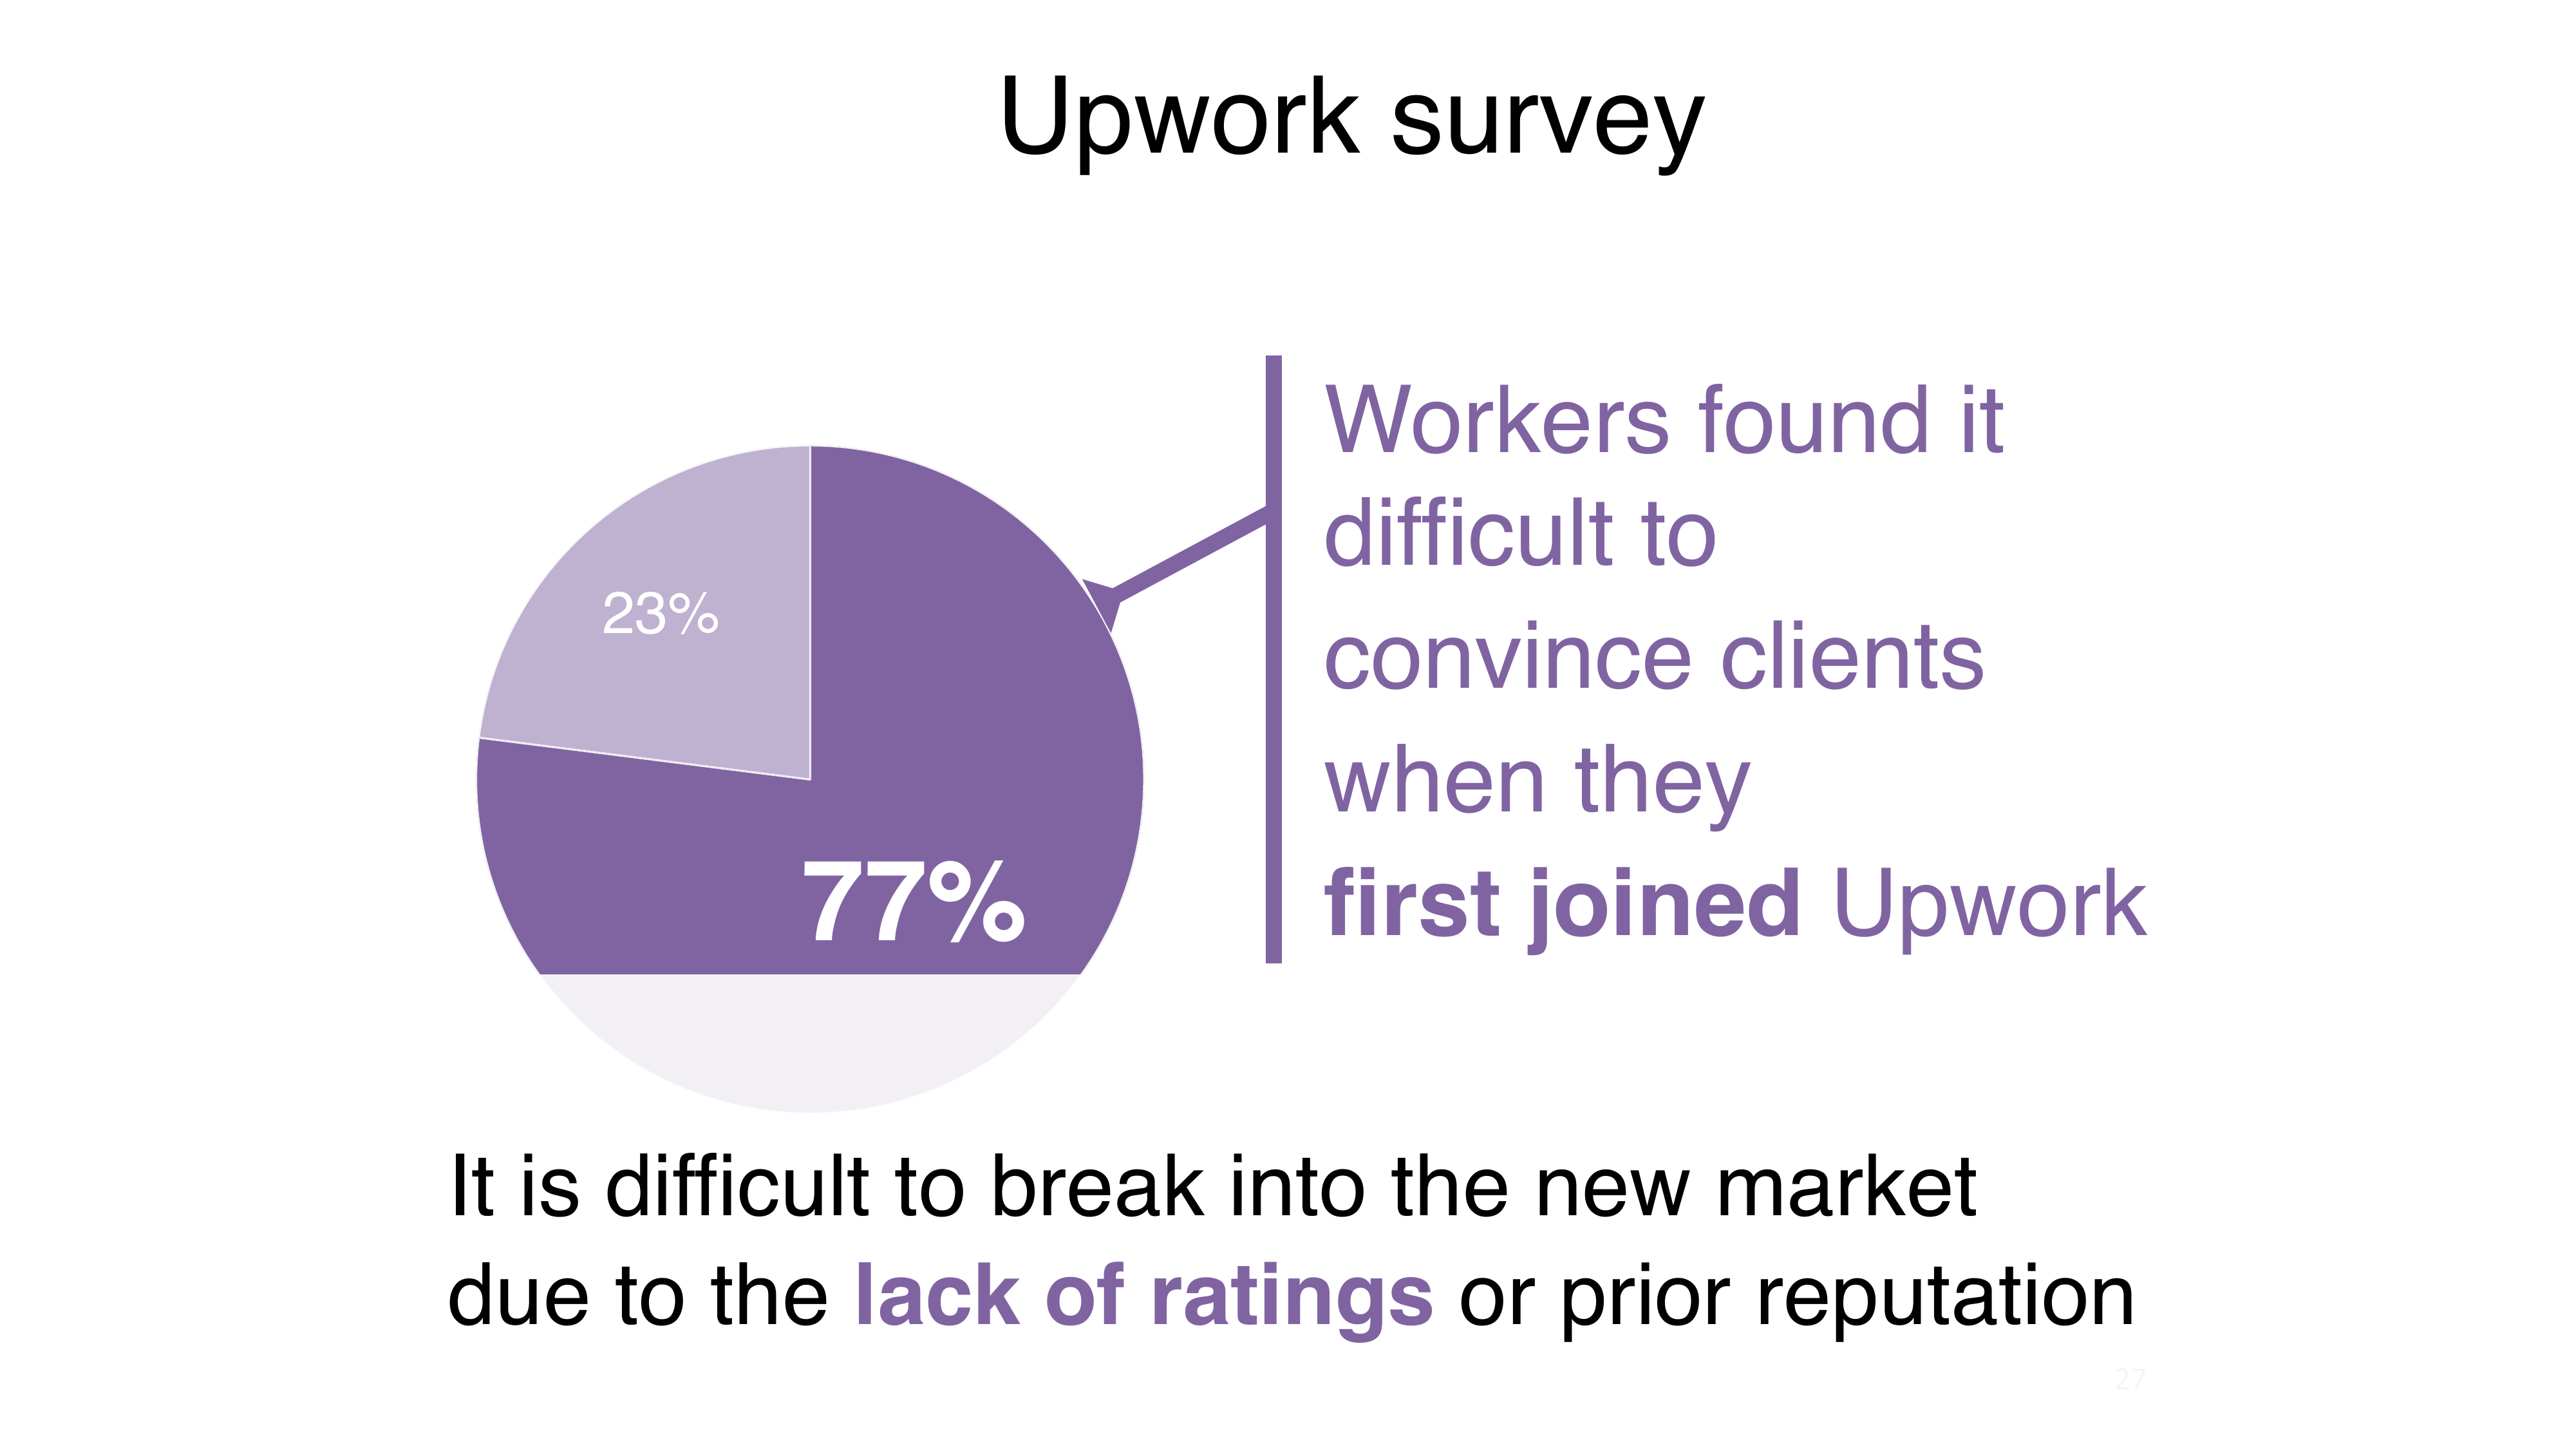 Upwork survey
23%
77%
Workers found it
difficult to
convince clients
when they
first joined Upwork
It is difficult to break into the new market
due to the lack of ratings or prior reputation
27